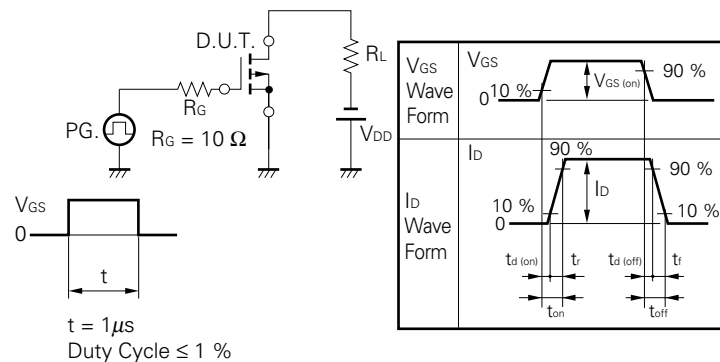 D.U.T.
RL
RG
PG.
RG = 10 Ω
VDD
VGS
0
t
t = 1μs
Duty Cycle ≤ 1 %
VGS
Wave
Form
VGS
10 %
0
VGS (on)
90 %
ID
Wave
Form
ID
90 %
90 %
ID
10 %
0
10 %
td (on)
tr
td (off)
tf
ton
toff